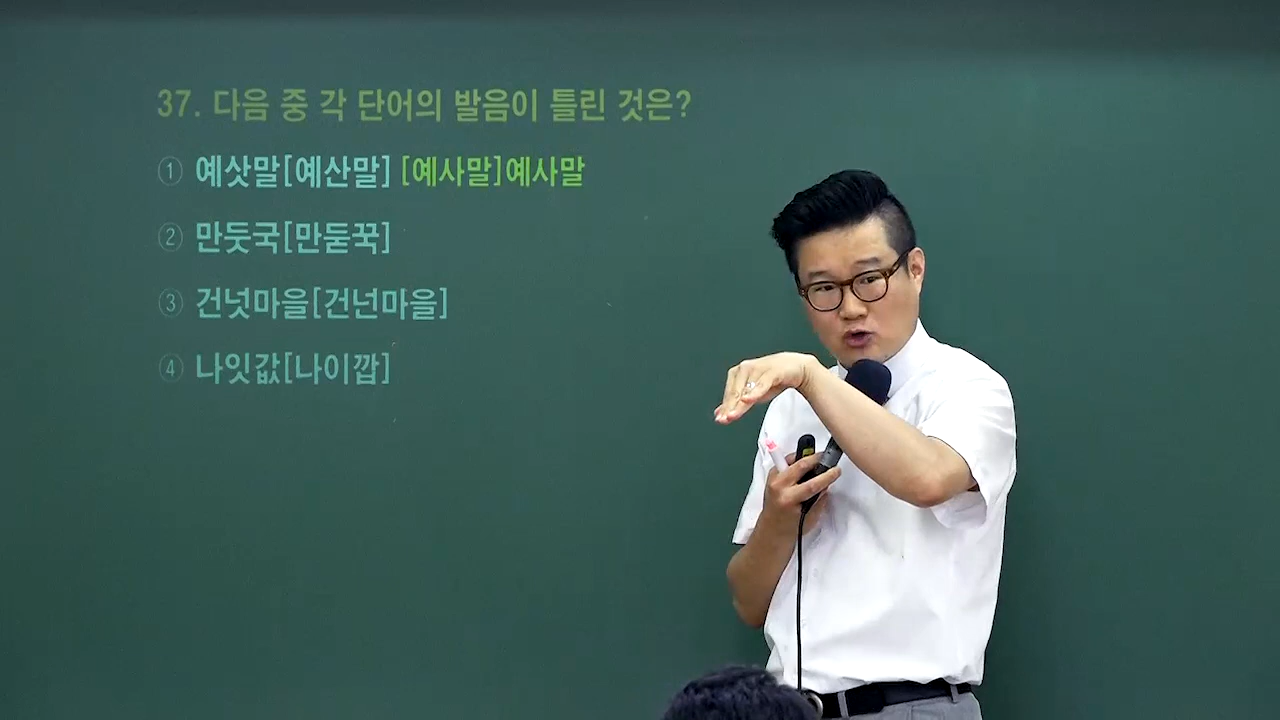 37. 다음 중 각 단어의 발음이 틀린 것은?
① 예삿말[예산말] [예사말]예사말
② 만둣국[만둗꾹]
③ 건넛마을[건넌마을]
④ 나잇값[나이깝]